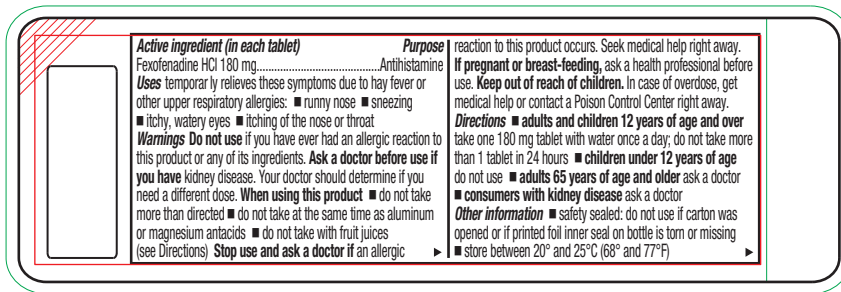 Active ingredient (in each tablet) Purpose
Fexofenadine HCl 180 mg..........................................Antihistamine
Uses temporar ly relieves these symptoms due to hay fever or
other upper respiratory allergies: ■ runny nose ■ sneezing
■ itchy, watery eyes ■ itching of the nose or throat
Warnings Do not use if you have ever had an allergic reaction to
this product or any of its ingredients. Ask a doctor before use if
you have kidney disease. Your doctor should determine if you
need a different dose. When using this product ■ do not take
more than directed ■ do not take at the same time as aluminum
or magnesium antacids ■ do not take with fruit juices
(see Directions) Stop use and ask a doctor if an allergic ►
reaction to this product occurs. Seek medical help right away.
If pregnant or breast-feeding, ask a health professional before
use. Keep out of reach of children. In case of overdose, get
medical help or contact a Poison Control Center right away.
Directions ■ adults and children 12 years of age and over
take one 180 mg tablet with water once a day; do not take more
than 1 tablet in 24 hours ■ children under 12 years of age
do not use ■ adults 65 years of age and older ask a doctor
■ consumers with kidney disease ask a doctor
Other information ■ safety sealed: do not use if carton was
opened or if printed foil inner seal on bottle is torn or missing
■ store between 20° and 25°C (68° and 77°F) ►